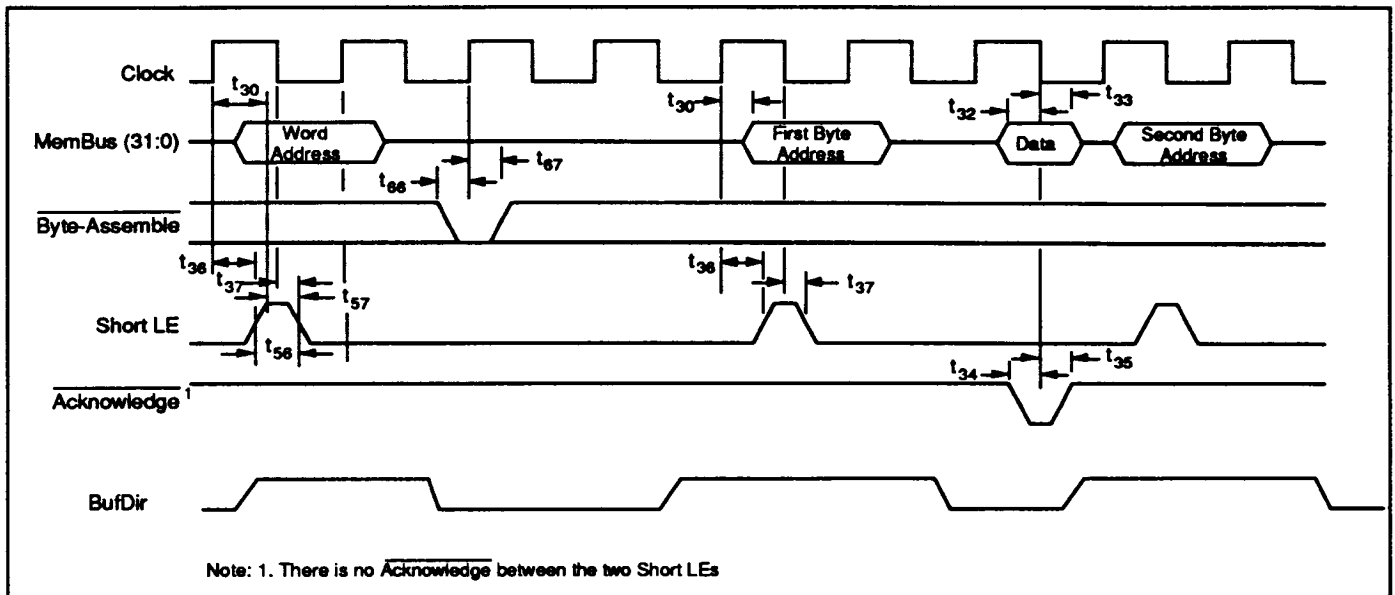 Clock
t30
t30
t32
t33
MemBus (31:0)
Word
Address
First Byte
Address
Data
Second Byte
Address
t66
t67
Byte-Assemble
t36
t37
t57
t36
t37
Short LE
t56
t34
t35
Acknowledge 1
BufDir
Note: 1. There is no Acknowledge between the two Short LEs